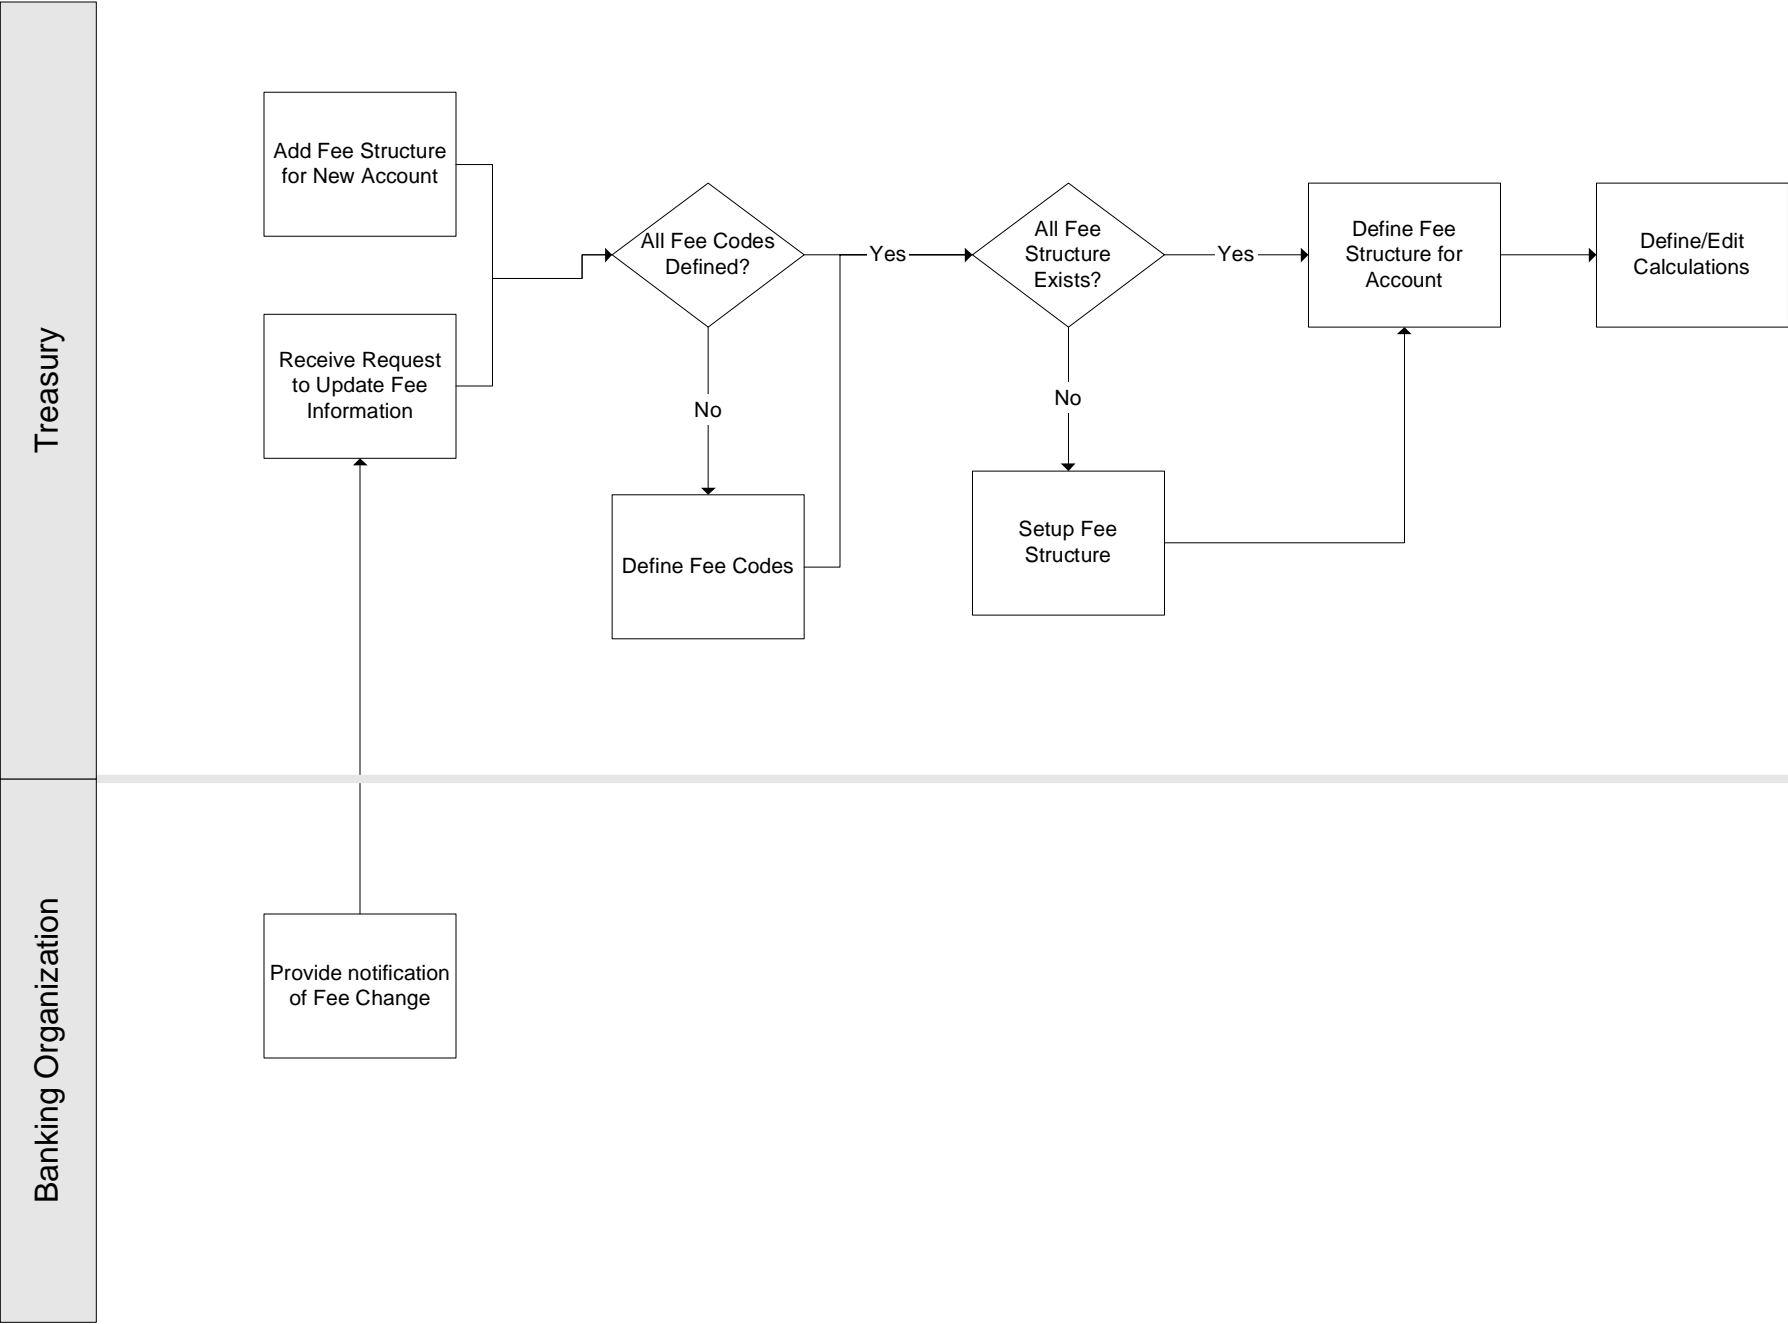 Treasury
Add Fee Structure
for New Account
Receive Request
to Update Fee
Information
All Fee Codes
Defined?
Yes
No
Define Fee Codes
All Fee
Structure
Exists?
Yes
No
Setup Fee
Structure
Define Fee
Structure for
Account
Define/Edit
Calculations
Banking Organization
Provide notification
of Fee Change